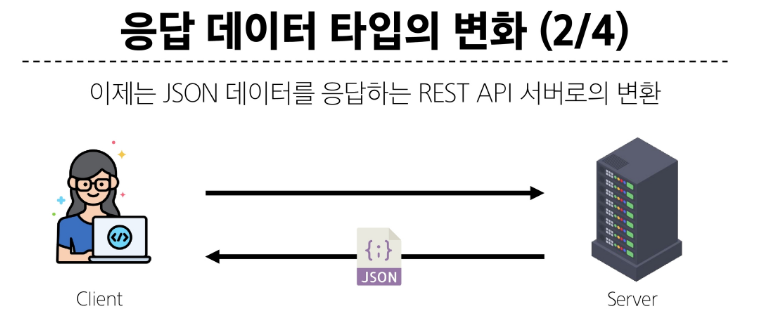 응답 데이터 타입의 변화 (2/4)
이제는 JSON 데이터를 응답하는 REST API 서버로의 변환
</>
{;}
JSON
Client
Server